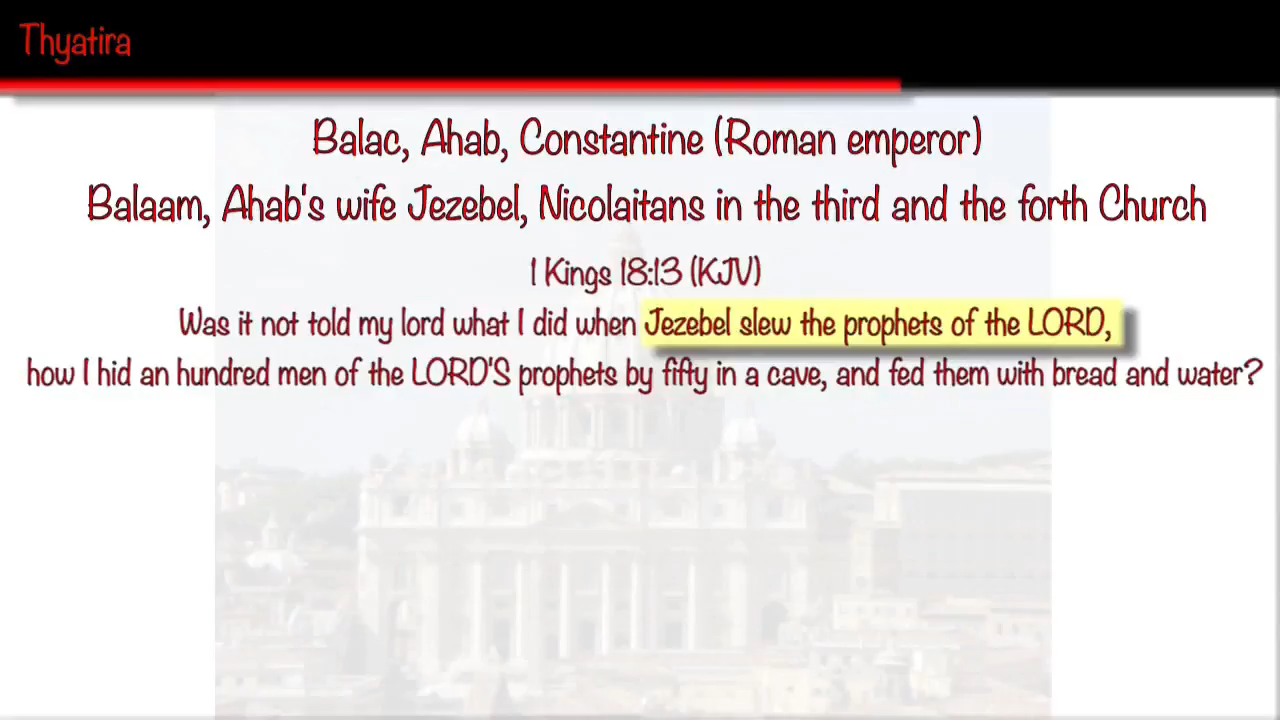 Thyatira
Balac, Ahab, Constantine (Roman emperor)
Balaam, Ahab's wife Jezebel, Nicolaitans in the third and the forth Church
1 Kings 18:13 (KJV)
Was it not told my lord what I did when Jezebel slew the prophets of the LORD,
how I hid an hundred men of the LORD'S prophets by fifty in a cave, and fed them with bread and water?